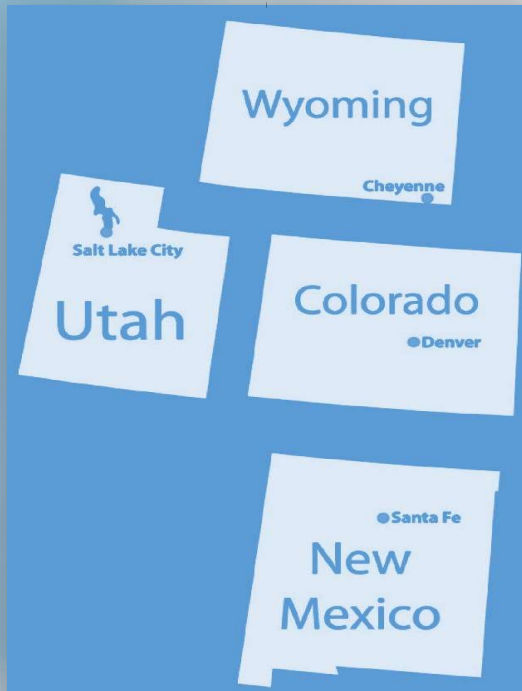 Wyoming
Cheyenne
Salt Lake City
Utah
Colorado
Denver
Santa Fe
New
Mexico